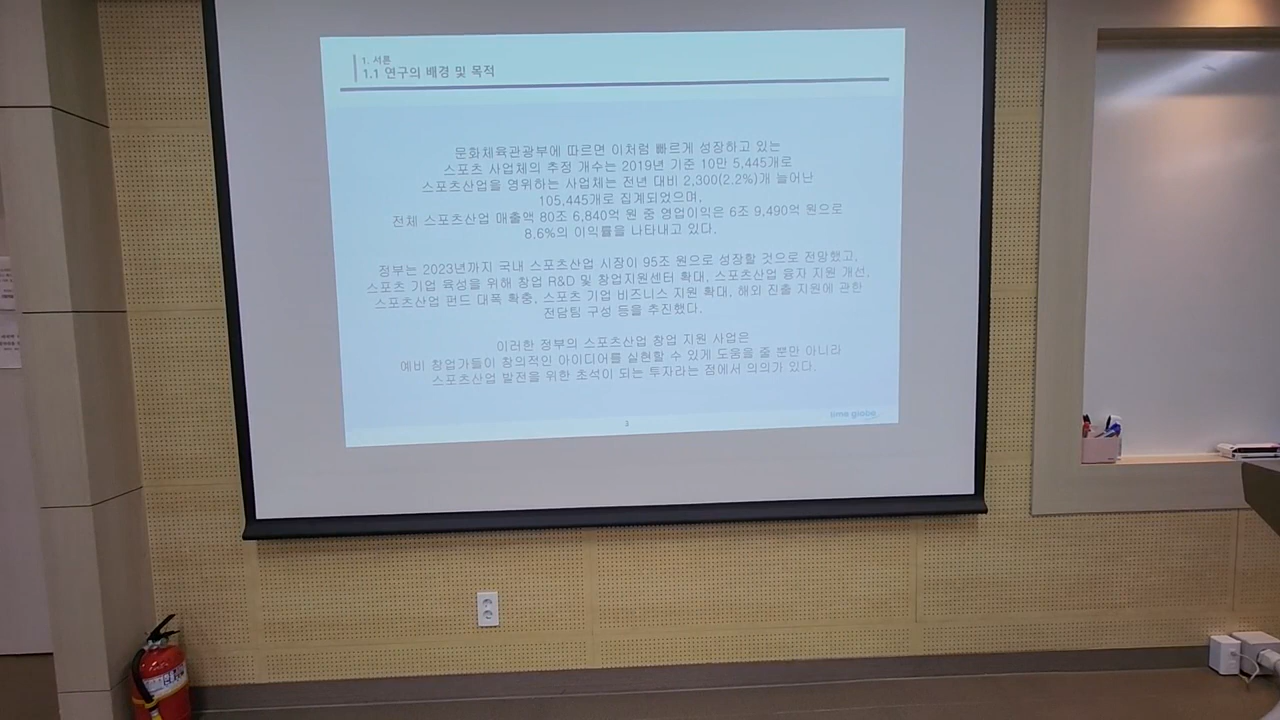 1. 서론
1.1 연구의 배경 및 목적
문화체육관광부에 따르면 이처럼 빠르게 성장하고 있는
스포츠 사업체의 추정 개수는 2019년 기준 10만 5,445개로
스포츠산업을 영위하는 사업체는 전년 대비 2,300(2.2%)개 늘어난
105,445개로 집계되었으며,
전체 스포츠산업 매출액 80조 6,840억 원 중 영업이익은 6조 9,490억 원으로
8.6%의 이익률을 나타내고 있다.
정부는 2023년까지 국내 스포츠산업 시장이 95조 원으로 성장할 것으로 전망했고,
스포츠 기업 육성을 위해 창업 R&D 및 창업지원센터 확대, 스포츠산업 융자 지원 개선,
스포츠산업 펀드 대폭 확충, 스포츠 기업 비즈니스 지원 확대, 해외 진출 지원에 관한
전담팀 구성 등을 추진했다.
이러한 정부의 스포츠산업 창업 지원 사업은
예비 창업가들이 창의적인 아이디어를 실현할 수 있게 도움을 줄 뿐만 아니라
스포츠산업 발전을 위한 초석이 되는 투자라는 점에서 의의가 있다.
3
globe